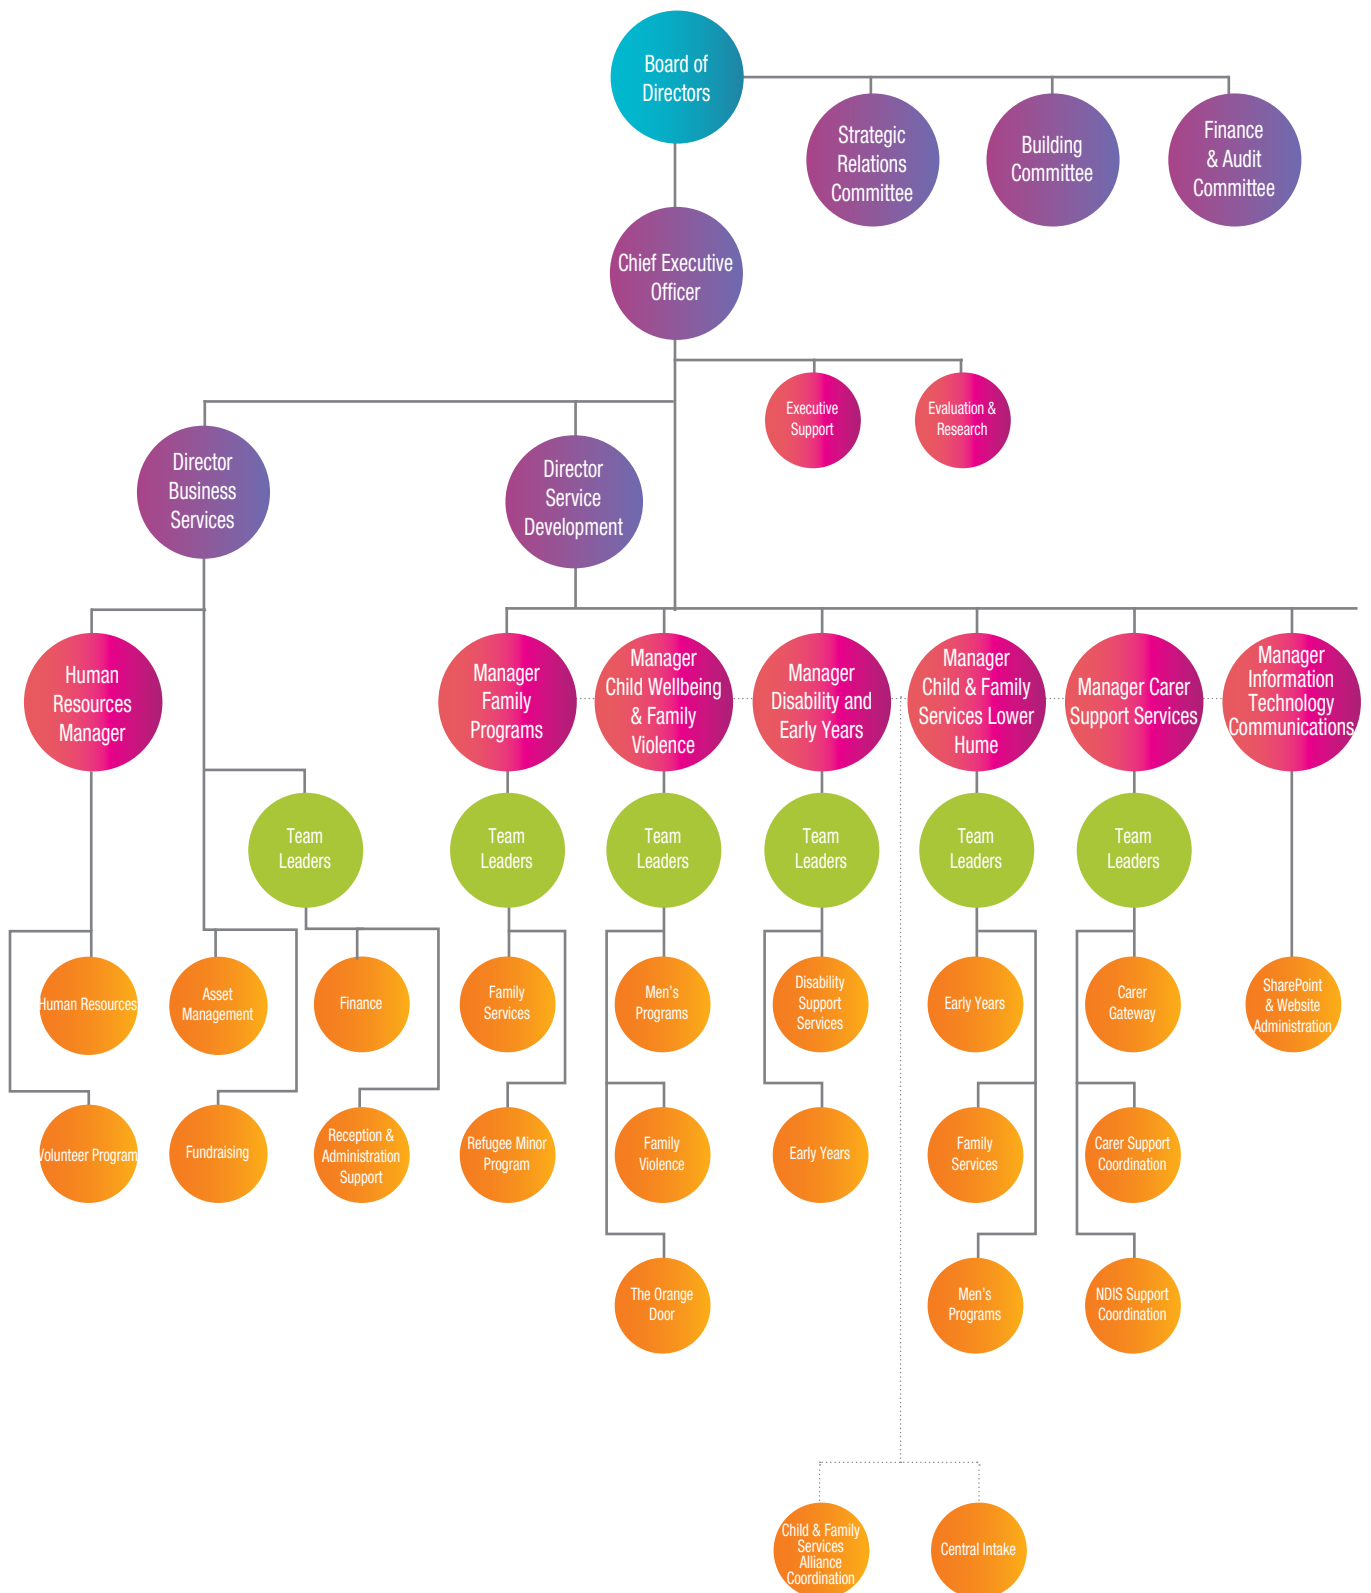 Board of
Directors
Strategic
Relations
Committee
Building
Committee
Finance
& Audit
Committee
Chief Executive
Officer
Executive
Support
Evaluation &
Research
Director
Business
Services
Director
Service
Development
Human
Resources
Manager
Manager
Family
Programs
Manager
Child Wellbeing
& Family
Violence
Manager
Disability and
Early Years
Manager
Child & Family
Services Lower
Hume
Manager Carer
Support Services
Manager
Information
Technology
Communications
Team
Leaders
Team
Leaders
Team
Leaders
Team
Leaders
Team
Leaders
Team
Leaders
Human Resources
Asset
Management
Finance
Family
Services
Men's
Programs
Disability
Support
Services
Early Years
Carer
Gateway
SharePoint
& Website
Administration
Volunteer Program
Fundraising
Reception &
Administration
Support
Refugee Minor
Program
Family
Violence
Early Years
Family
Services
Carer Support
Coordination
The Orange
Door
Men's
Programs
NDIS Support
Coordination
Child & Family
Services
Alliance
Coordination
Central Intake